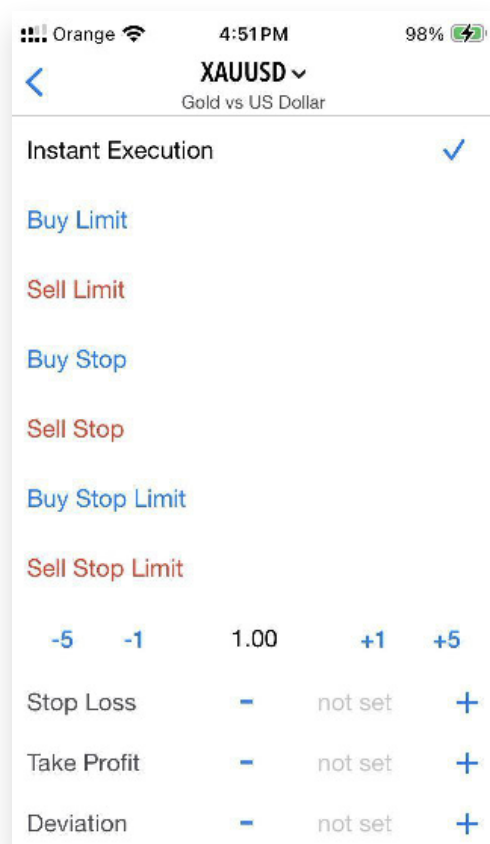 Orange 4:51 PM 98%
XAUUSD
Gold vs US Dollar
Instant Execution
Buy Limit
Sell Limit
Buy Stop
Sell Stop
Buy Stop Limit
Sell Stop Limit
-5 -1 1.00 +1 +5
Stop Loss - not set +
Take Profit - not set +
Deviation - not set +